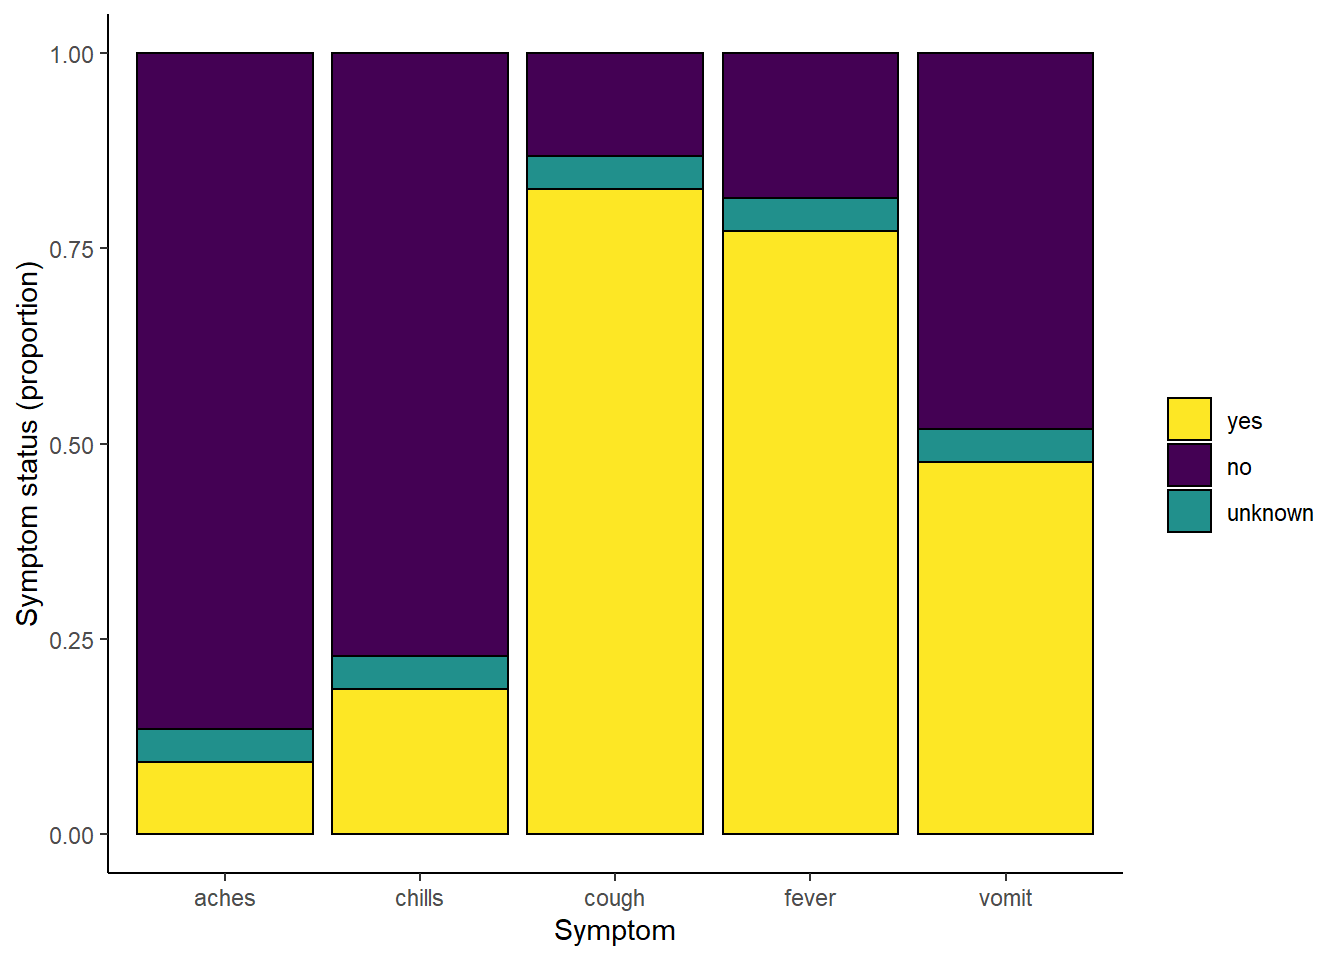 Symptom status (proportion)
1.00
0.75
0.50
0.25
0.00
aches
chills
cough
fever
vomit
Symptom
yes
no
unknown